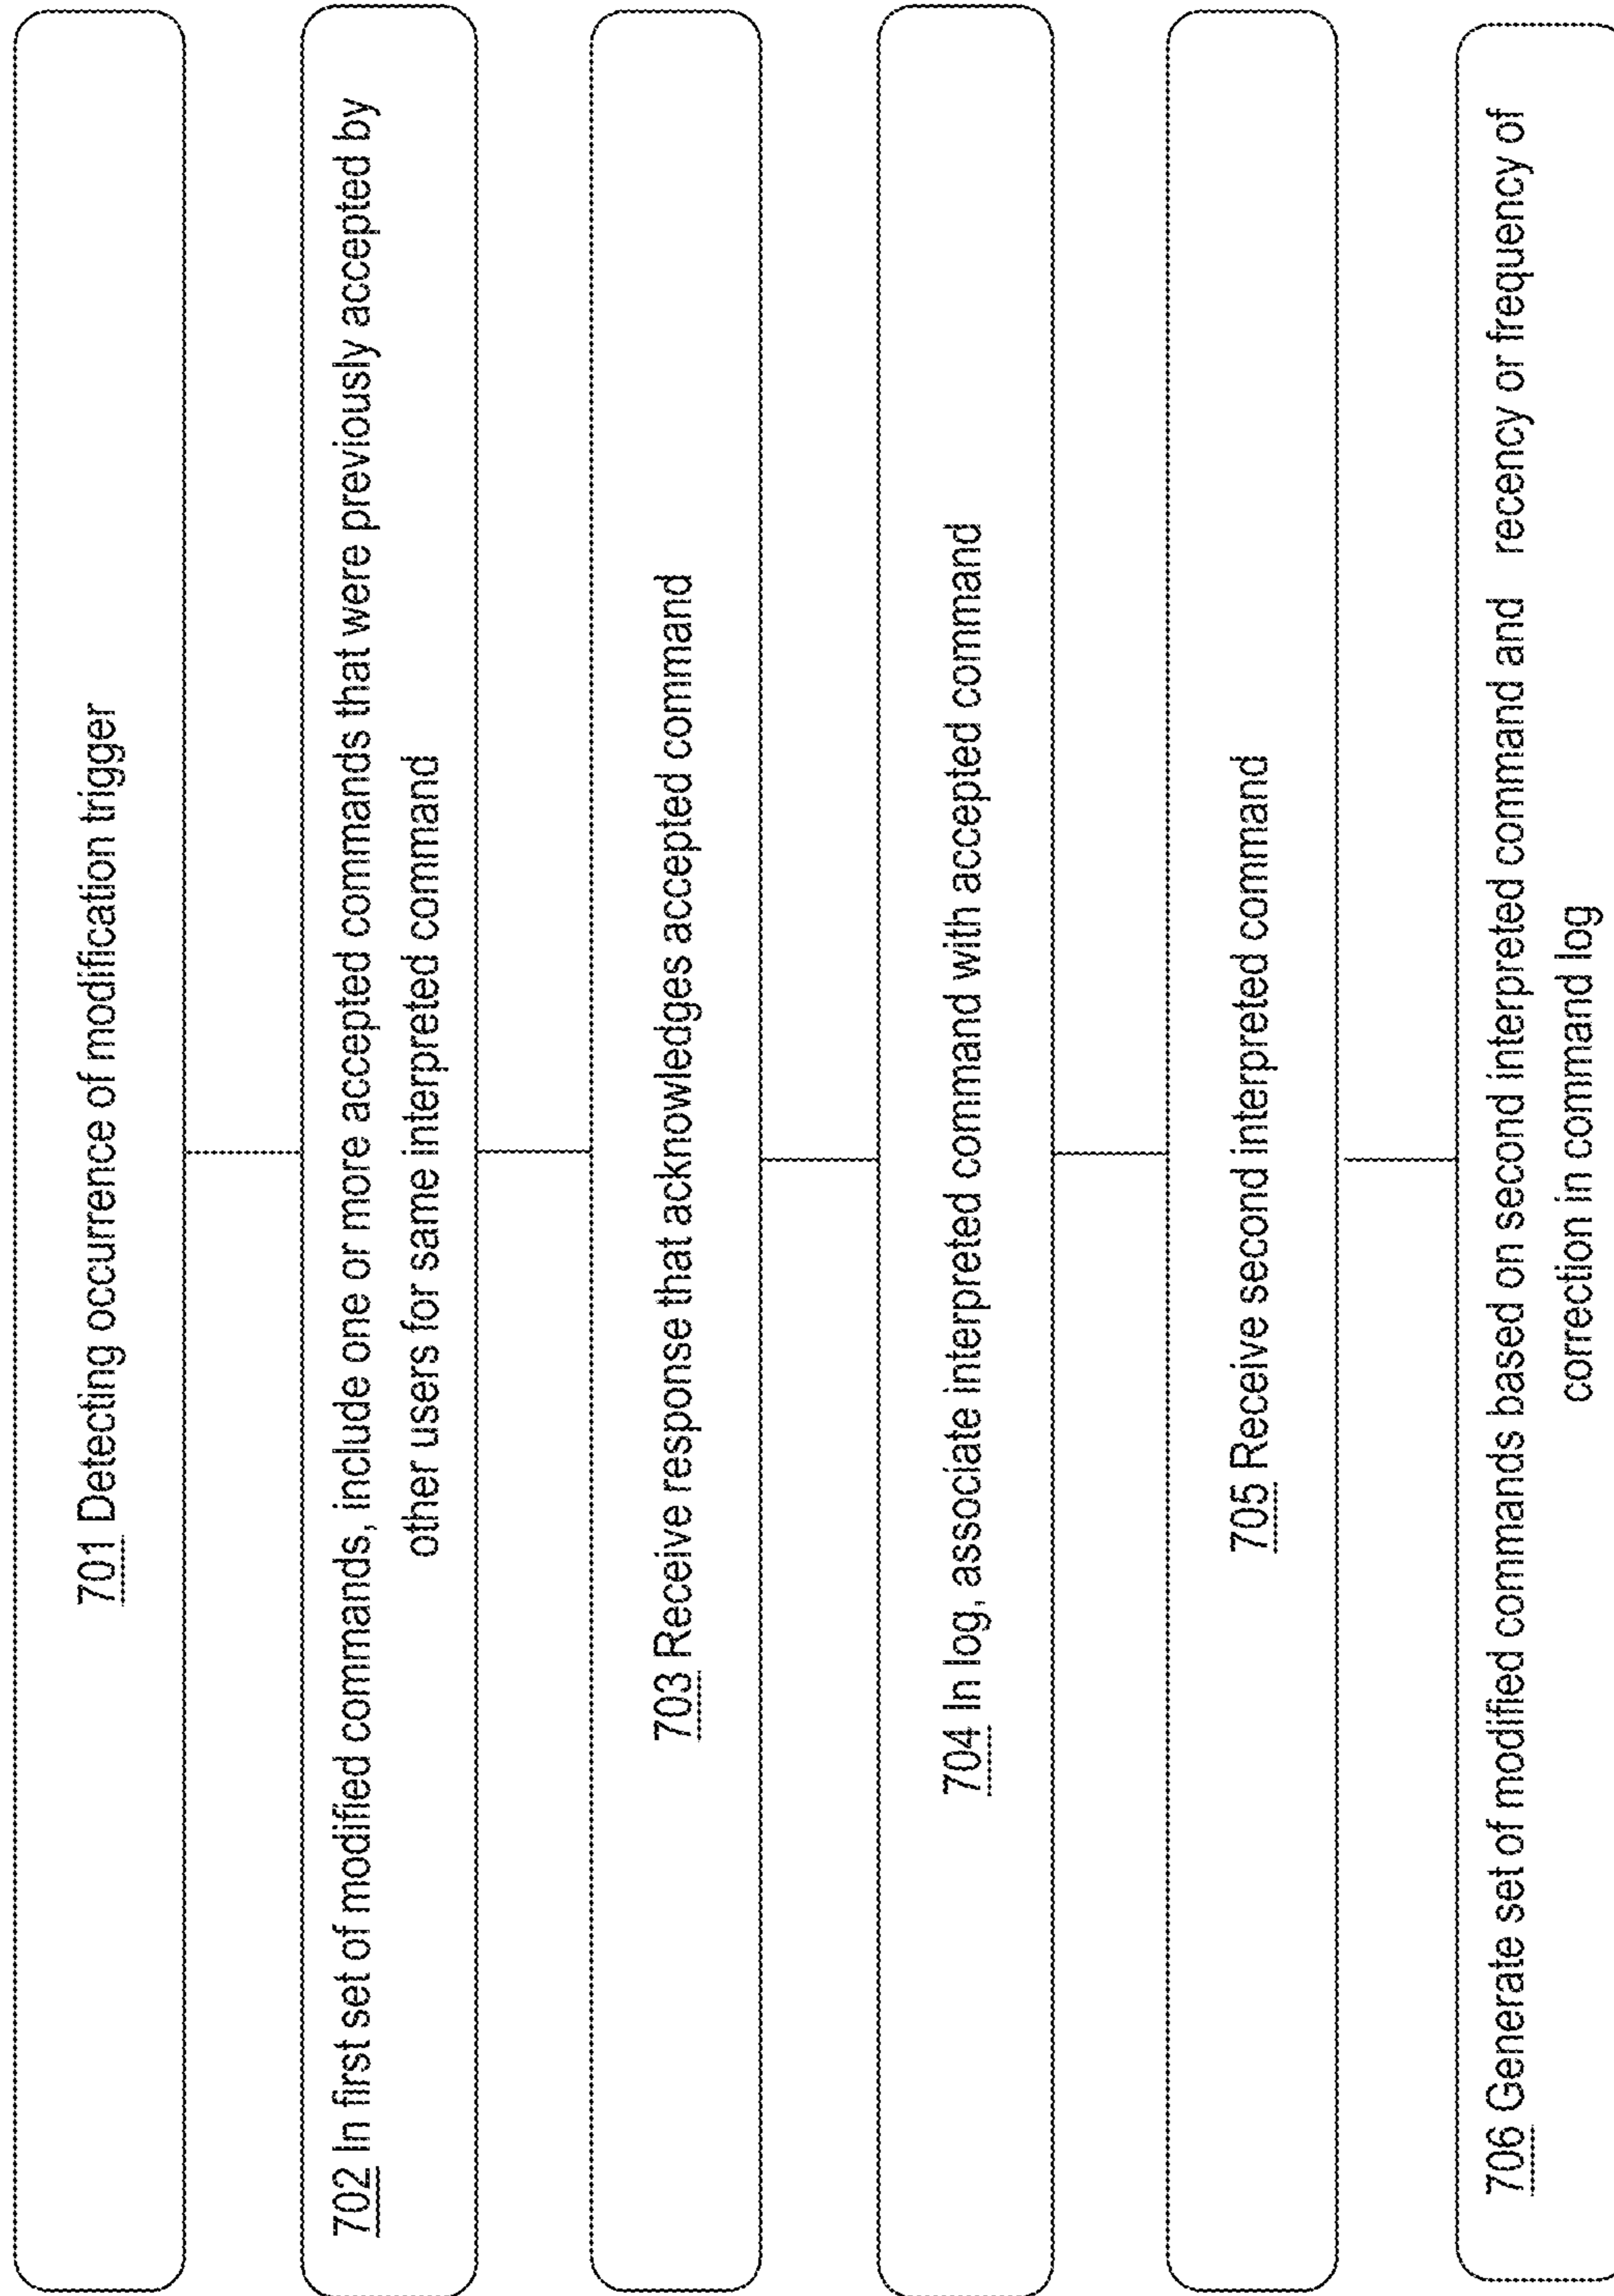 701 Detecting occurrence of modification trigger
702 In first set of modified commands, include one or more accepted commands that were previously accepted by
other users for same interpreted command
703 Receive response that acknowledges accepted command
704 In log, associate interpreted command with accepted command
705 Receive second interpreted command
706 Generate set of modified commands based on second interpreted command and recency or frequency of
correction in command log